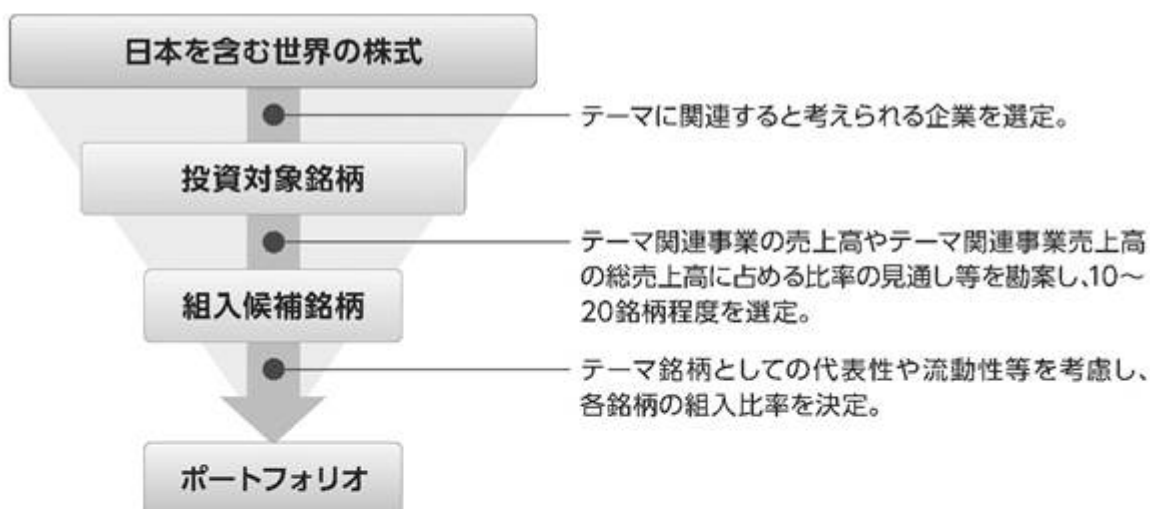 日本を含む世界の株式
テーマに関連すると考えられる企業を選定。
投資対象銘柄
テーマ関連事業の売上高やテーマ関連事業売上高
の総売上高に占める比率の見通し等を勘案し、10〜
20銘柄程度を選定。
組入候補銘柄
テーマ銘柄としての代表性や流動性等を考慮し、
各銘柄の組入比率を決定。
ポートフォリオ